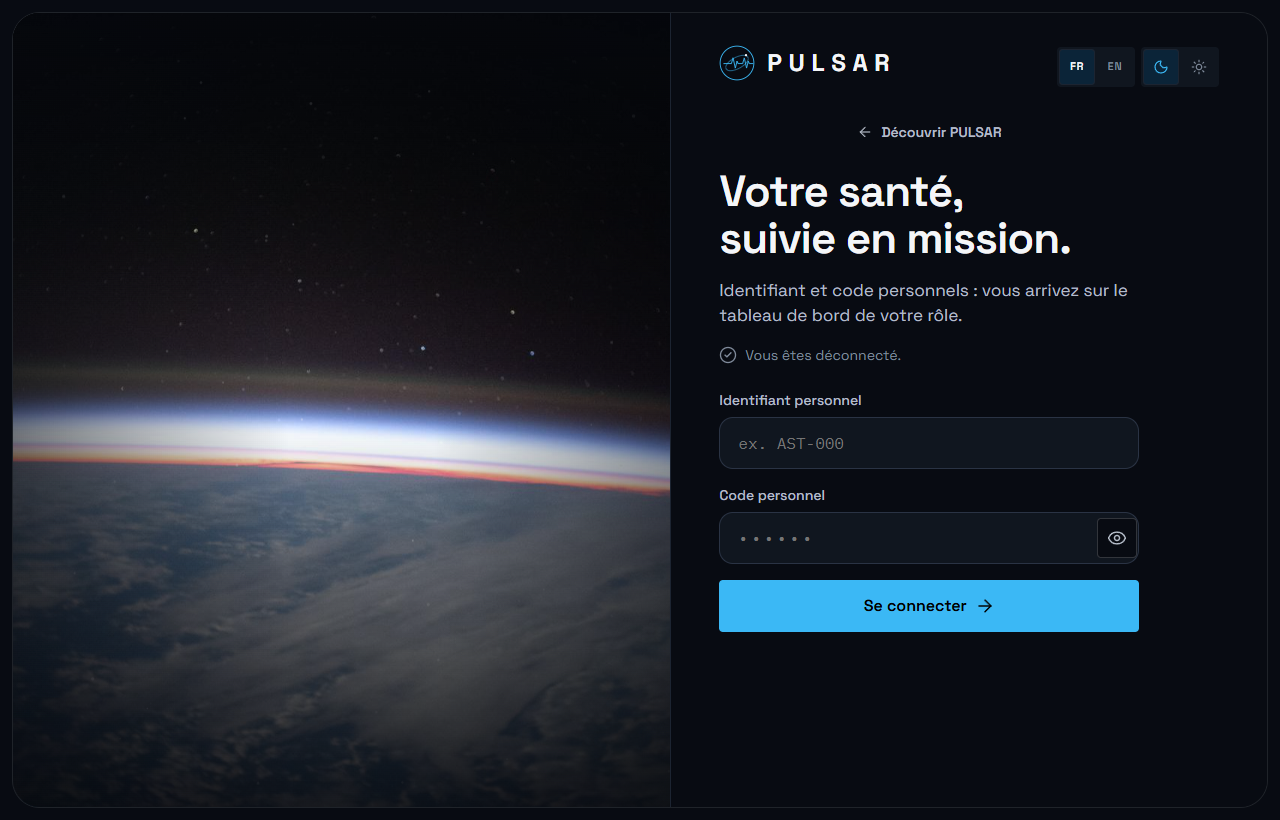 PULSAR
FR EN
Découvrir PULSAR
Votre santé,
suivie en mission.
Identifiant et code personnels : vous arrivez sur le
tableau de bord de votre rôle.
Vous êtes déconnecté.
Identifiant personnel
ex. AST-000
Code personnel
••••••
Se connecter